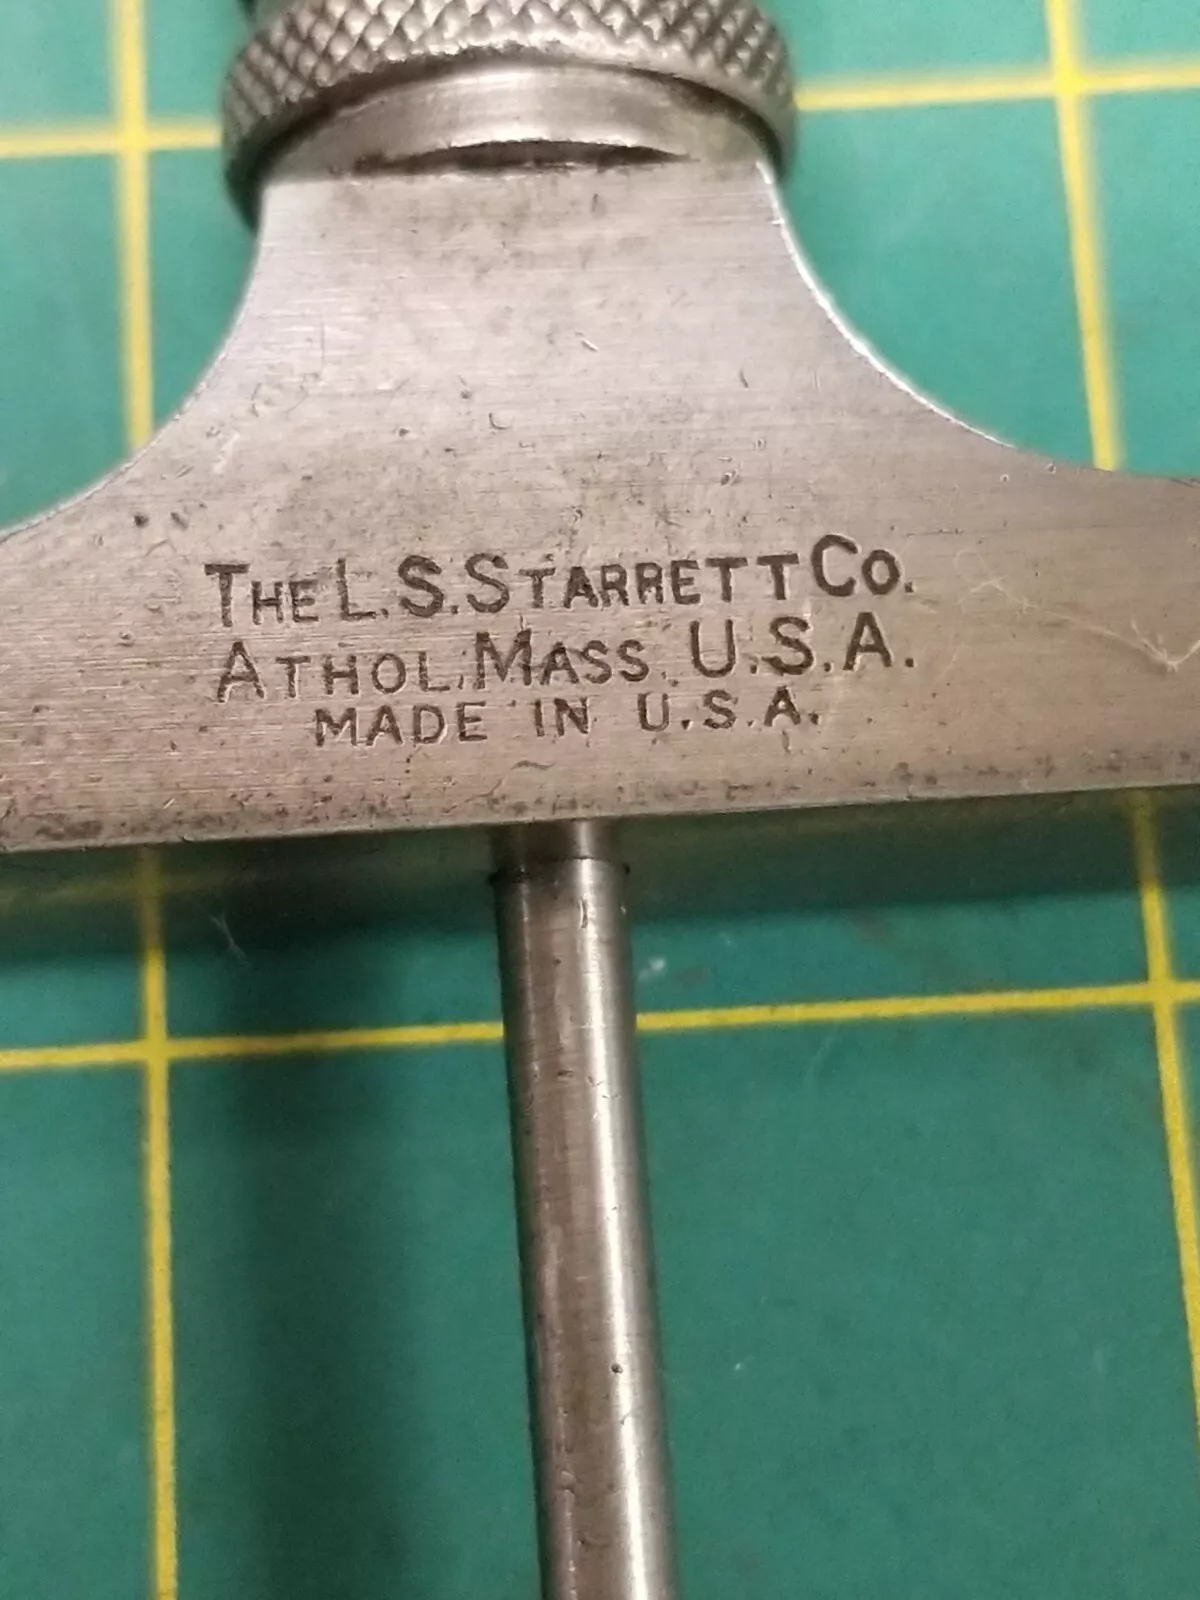 THE L.S. STARRETT CO.
ATHOL, MASS. U.S.A.
MADE IN U.S.A.